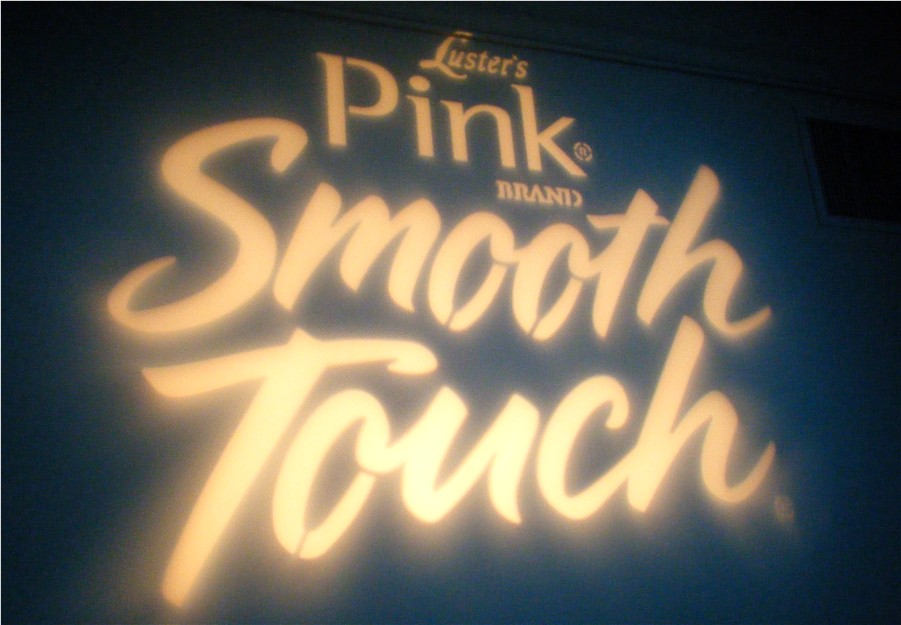 Luster's
Pink®
BRAND
Smooth
Touch